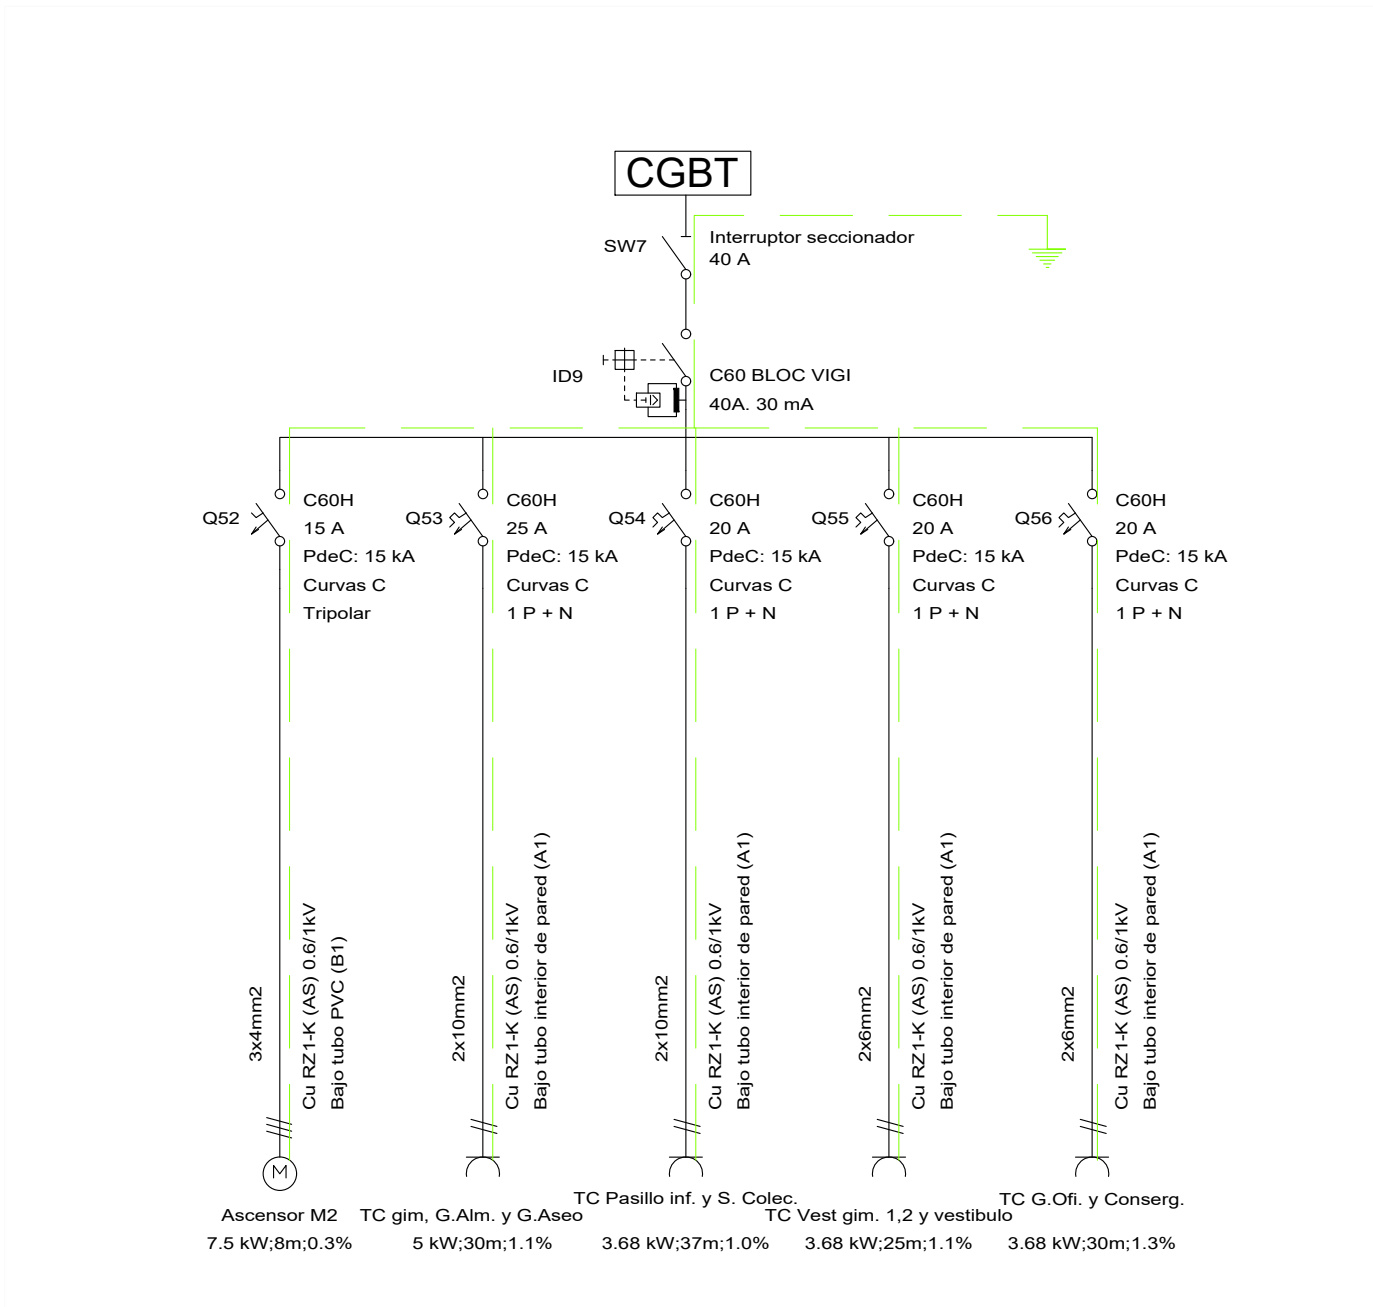 CGBT
SW7
Interruptor seccionador
40 A
ID9
C60 BLOC VIGI
40A. 30 mA
Q52
C60H
15 A
PdeC: 15 kA
Curvas C
Tripolar
Q53
C60H
25 A
PdeC: 15 kA
Curvas C
1 P + N
Q54
C60H
20 A
PdeC: 15 kA
Curvas C
1 P + N
Q55
C60H
20 A
PdeC: 15 kA
Curvas C
1 P + N
Q56
C60H
20 A
PdeC: 15 kA
Curvas C
1 P + N
3x4mm2
Cu RZ1-K (AS) 0.6/1kV
Bajo tubo PVC (B1)
2x10mm2
Cu RZ1-K (AS) 0.6/1kV
Bajo tubo interior de pared (A1)
2x10mm2
Cu RZ1-K (AS) 0.6/1kV
Bajo tubo interior de pared (A1)
2x6mm2
Cu RZ1-K (AS) 0.6/1kV
Bajo tubo interior de pared (A1)
2x6mm2
Cu RZ1-K (AS) 0.6/1kV
Bajo tubo interior de pared (A1)
M
Ascensor M2
7.5 kW;8m;0.3%
TC gim, G.Alm. y G.Aseo
5 kW;30m;1.1%
TC Pasillo inf. y S. Colec.
3.68 kW;37m;1.0%
TC Vest gim. 1,2 y vestibulo
3.68 kW;25m;1.1%
TC G.Ofi. y Conserg.
3.68 kW;30m;1.3%